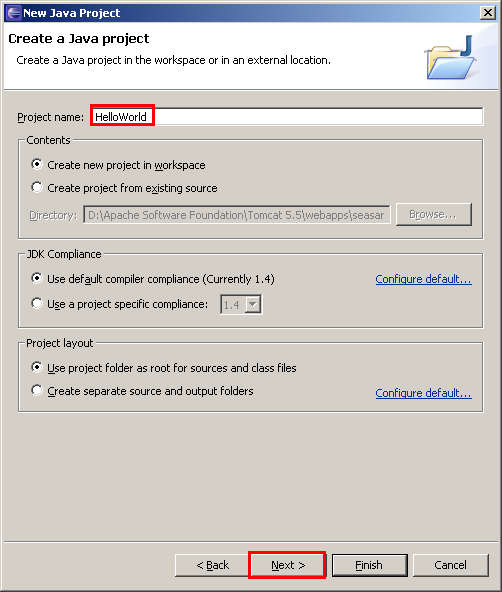 New Java Project
Create a Java project
Create a Java project in the workspace or in an external location.
Project name: HelloWorld
Contents
Create new project in workspace
Create project from existing source
Directory: D:\Apache Software Foundation\Tomcat 5.5\webapps\seasar Browse...
JDK Compliance
Use default compiler compliance (Currently 1.4) Configure default...
Use a project specific compliance: 1.4
Project layout
Use project folder as root for sources and class files
Create separate source and output folders Configure default...
< Back Next > Finish Cancel